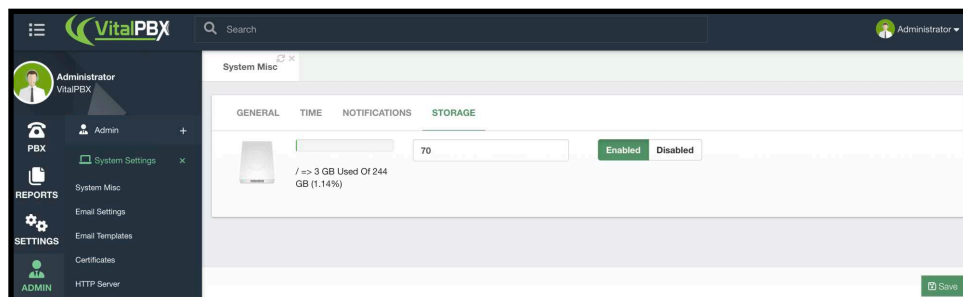 VitalPBX
Search
Administrator
Administrator
VitalPBX
System Misc
GENERAL TIME NOTIFICATIONS STORAGE
PBX
Admin +
70
Enabled Disabled
System Settings ×
/ => 3 GB Used Of 244
GB (1.14%)
REPORTS
System Misc
Email Settings
SETTINGS
Email Templates
Certificates
ADMIN
HTTP Server
Save